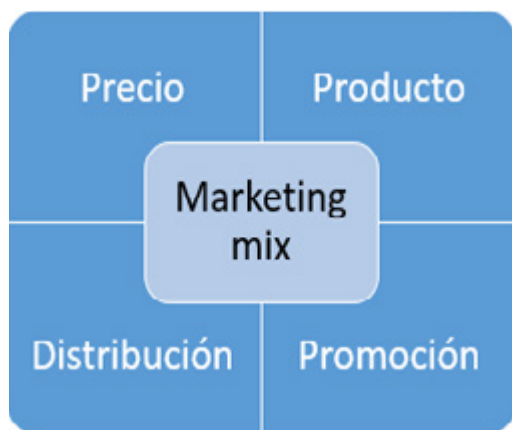 Precio
Producto
Marketing
mix
Distribución
Promoción